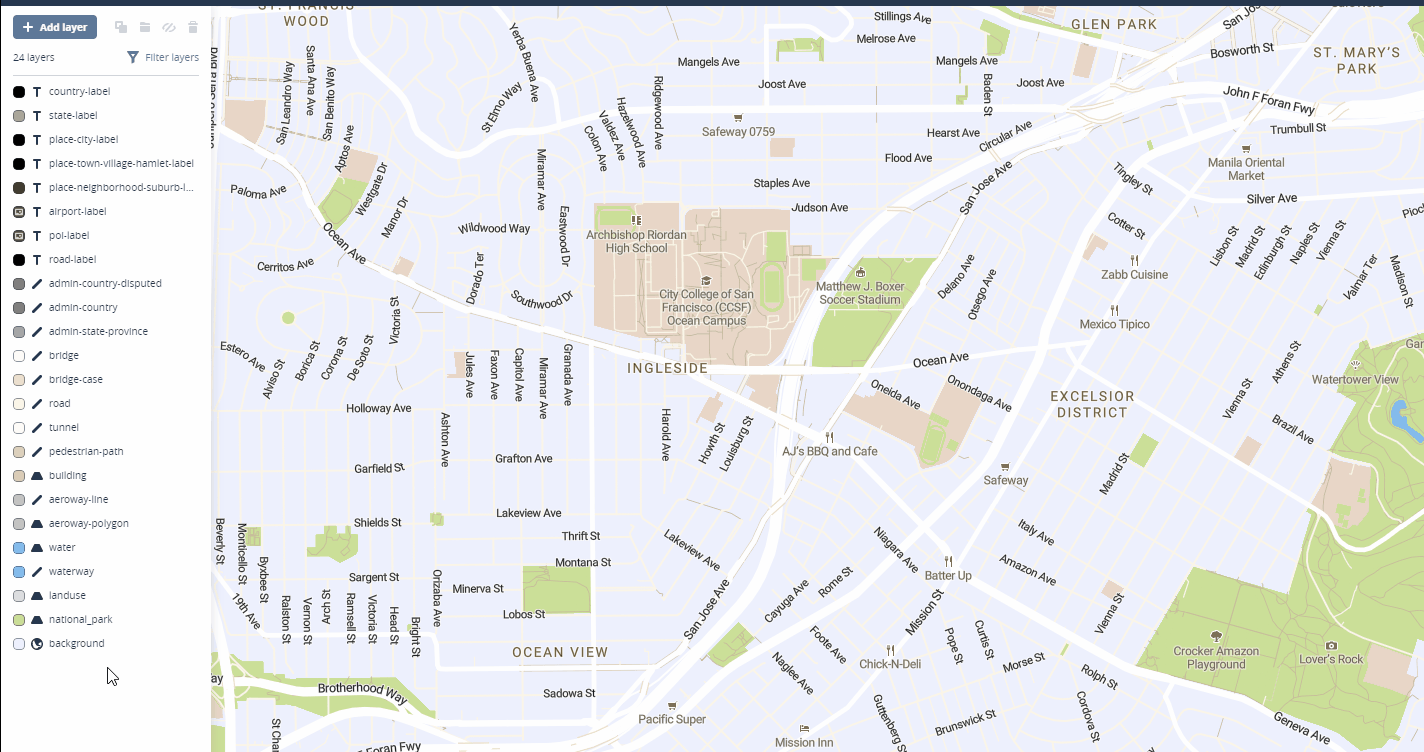 Add layer
24 layers
Filter layers
country-label
state-label
place-city-label
place-town-village-hamlet-label
place-neighborhood-suburb-l...
airport-label
poi-label
road-label
admin-country-disputed
admin-country
admin-state-province
bridge
bridge-case
road
tunnel
pedestrian-path
building
aeroway-line
aeroway-polygon
water
waterway
landuse
national_park
background
WOOD
Stillings Ave
GLEN PARK
San Jos
Melrose Ave
Bosworth St
ST. MARY'S
PARK
Yerba Buena Ave
Mangels Ave
Mangels Ave
Santa Ana Ave
San Leandro Way
San Benito Way
St Elmo Way
Ridgewood Ave
Joost Ave
Baden St
Joost Ave
John F Foran Fwy
Hazelwood Ave
Valdez Ave
Colon Ave
Safeway 0759
Hearst Ave
Circular Ave
Trumbull St
Aptos Ave
Miramar Ave
Flood Ave
Manila Oriental
Market
Paloma Ave
Westgate Dr
Staples Ave
San Jose Ave
Tingley St
Silver Ave
Manor Dr
Judson Ave
Ocean Ave
Wildwood Way
Eastwood Dr
Archbishop Riordan
High School
Cotter St
Lisbon St
Madrid St
Edinburgh St
Naples St
Vienna St
Cerritos Ave
Dorado Ter
Southwood Dr
City College of San
Francisco (CCSF)
Ocean Campus
Matthew J. Boxer
Soccer Stadium
Delano Ave
Otsego Ave
Zabb Cuisine
Valmar Ter
Madison St
Mexico Tipico
Victoria St
Estero Ave
Alviso St
Borica St
Corona St
De Soto St
Jules Ave
Faxon Ave
Capitol Ave
Miramar Ave
Granada Ave
INGLESIDE
Ocean Ave
Athens St
Watertower View
Oneida Ave
Onondaga Ave
EXCELSIOR
DISTRICT
Vienna St
Holloway Ave
Ashton Ave
Harold Ave
Howth St
Louisburg St
Brazil Ave
AJ's BBQ and Cafe
Garfield St
Grafton Ave
Safeway
Madrid St
Beverly St
Monticello St
Shields St
Lakeview Ave
Thrift St
Lakeview Ave
Niagara Ave
Italy Ave
Byxbee St
Montana St
Batter Up
Amazon Ave
Sargent St
Orizaba Ave
Minerva St
Cayuga Ave
Rome St
19th Ave
Ralston St
Vernon St
Arch St
Ramsell St
Victoria St
Head St
Bright St
Lobos St
San Jose Ave
Mission St
Vienna St
Foote Ave
Pope St
Curtis St
OCEAN VIEW
Naglee Ave
Chick-N-Deli
Morse St
Crocker Amazon
Playground
Lover's Rock
Rolph St
Brotherhood Way
Sadowa St
Pacific Super
Guttenberg S
Brunswick St
Cordova St
Geneva Ave
St Char
Foran Fwy
Mission Inn